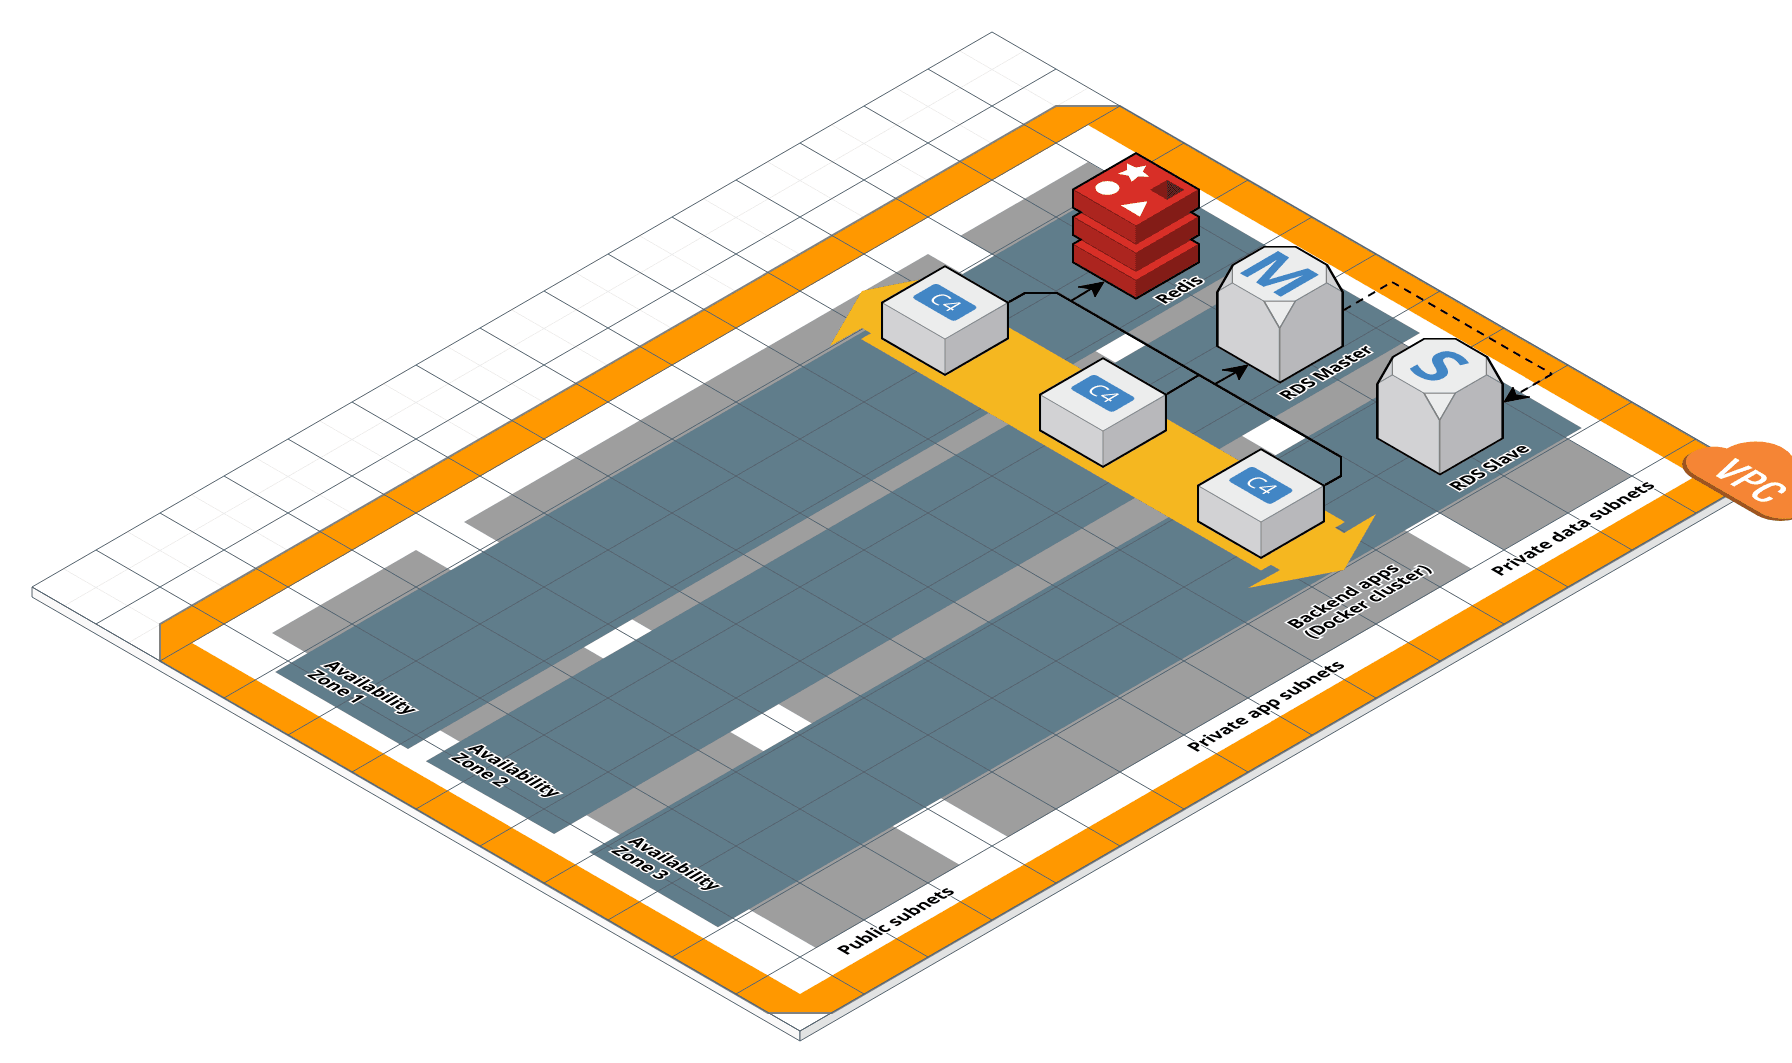 C4
Redis
M
RDS Master
C4
S
RDS Slave
C4
VPC
Private data subnets
Backend apps
(Docker cluster)
Private app subnets
Public subnets
Availability
Zone 1
Availability
Zone 2
Availability
Zone 3